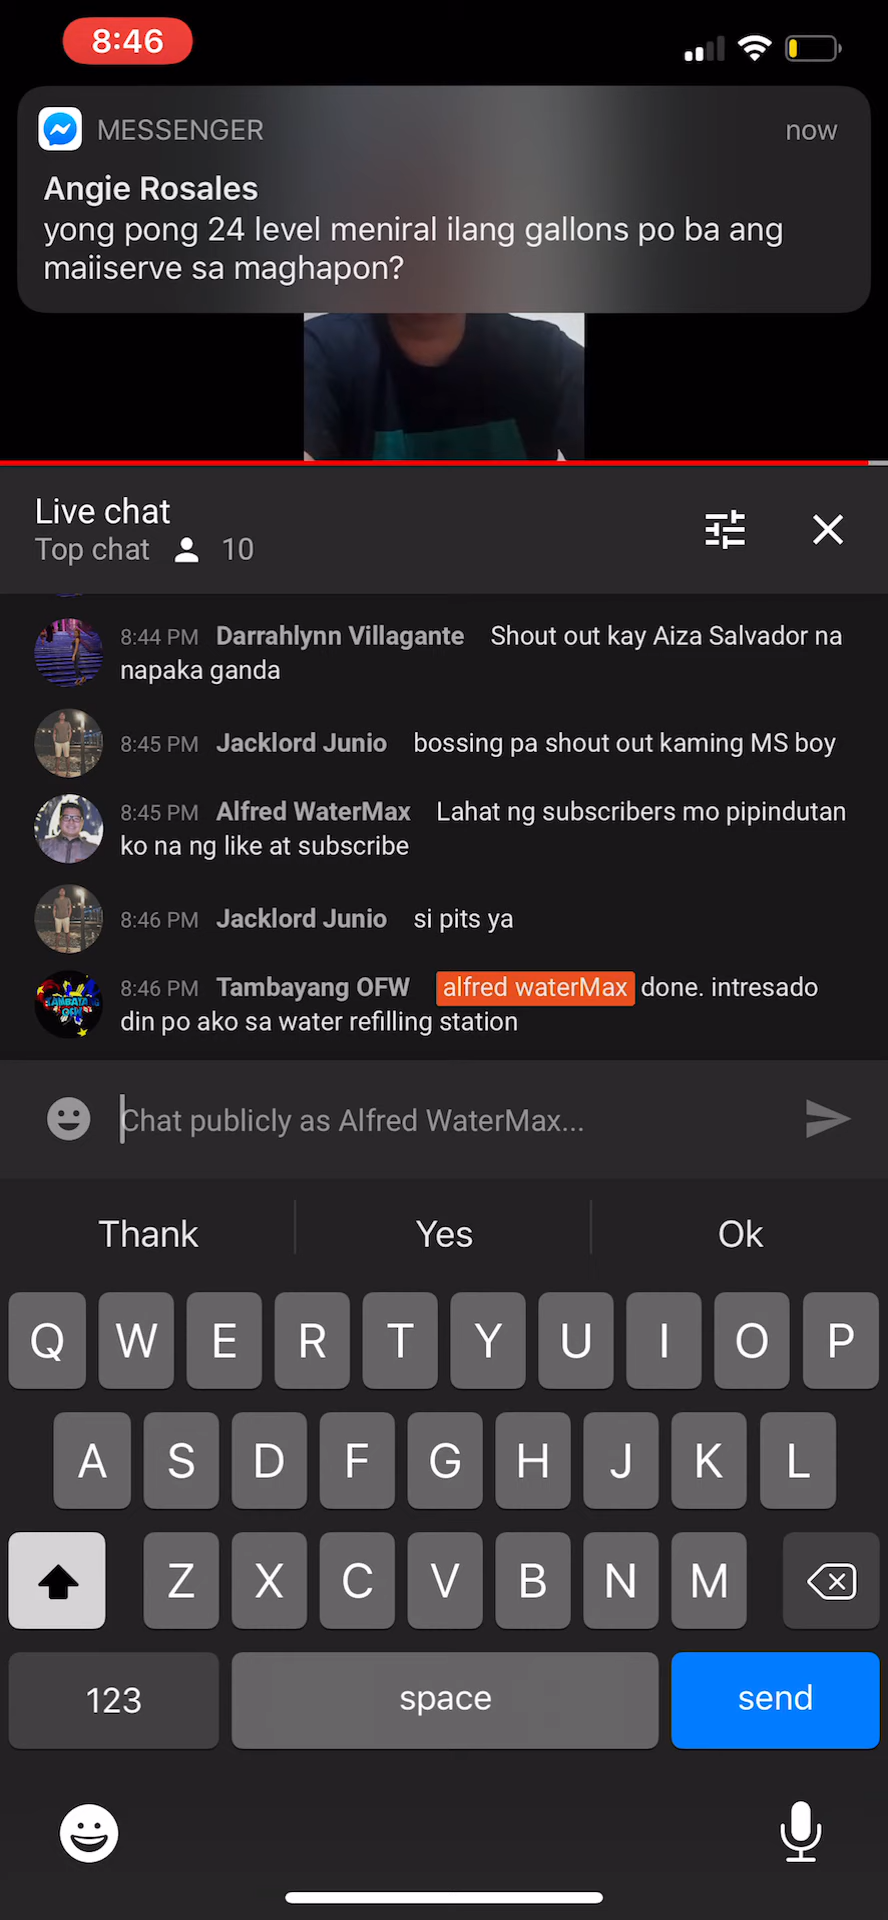 8:46
MESSENGER now
Angie Rosales
yong pong 24 level meniral ilang gallons po ba ang
maiiserve sa maghapon?
Live chat
Top chat 10
8:44 PM Darrahlynn Villagante Shout out kay Aiza Salvador na
napaka ganda
8:45 PM Jacklord Junio bossing pa shout out kaming MS boy
8:45 PM Alfred WaterMax Lahat ng subscribers mo pipindutan
ko na ng like at subscribe
8:46 PM Jacklord Junio si pits ya
8:46 PM Tambayang OFW alfred waterMax done. intresado
din po ako sa water refilling station
Chat publicly as Alfred WaterMax...
Thank Yes Ok
Q W E R T Y U I O P
A S D F G H J K L
Z X C V B N M
123 space send